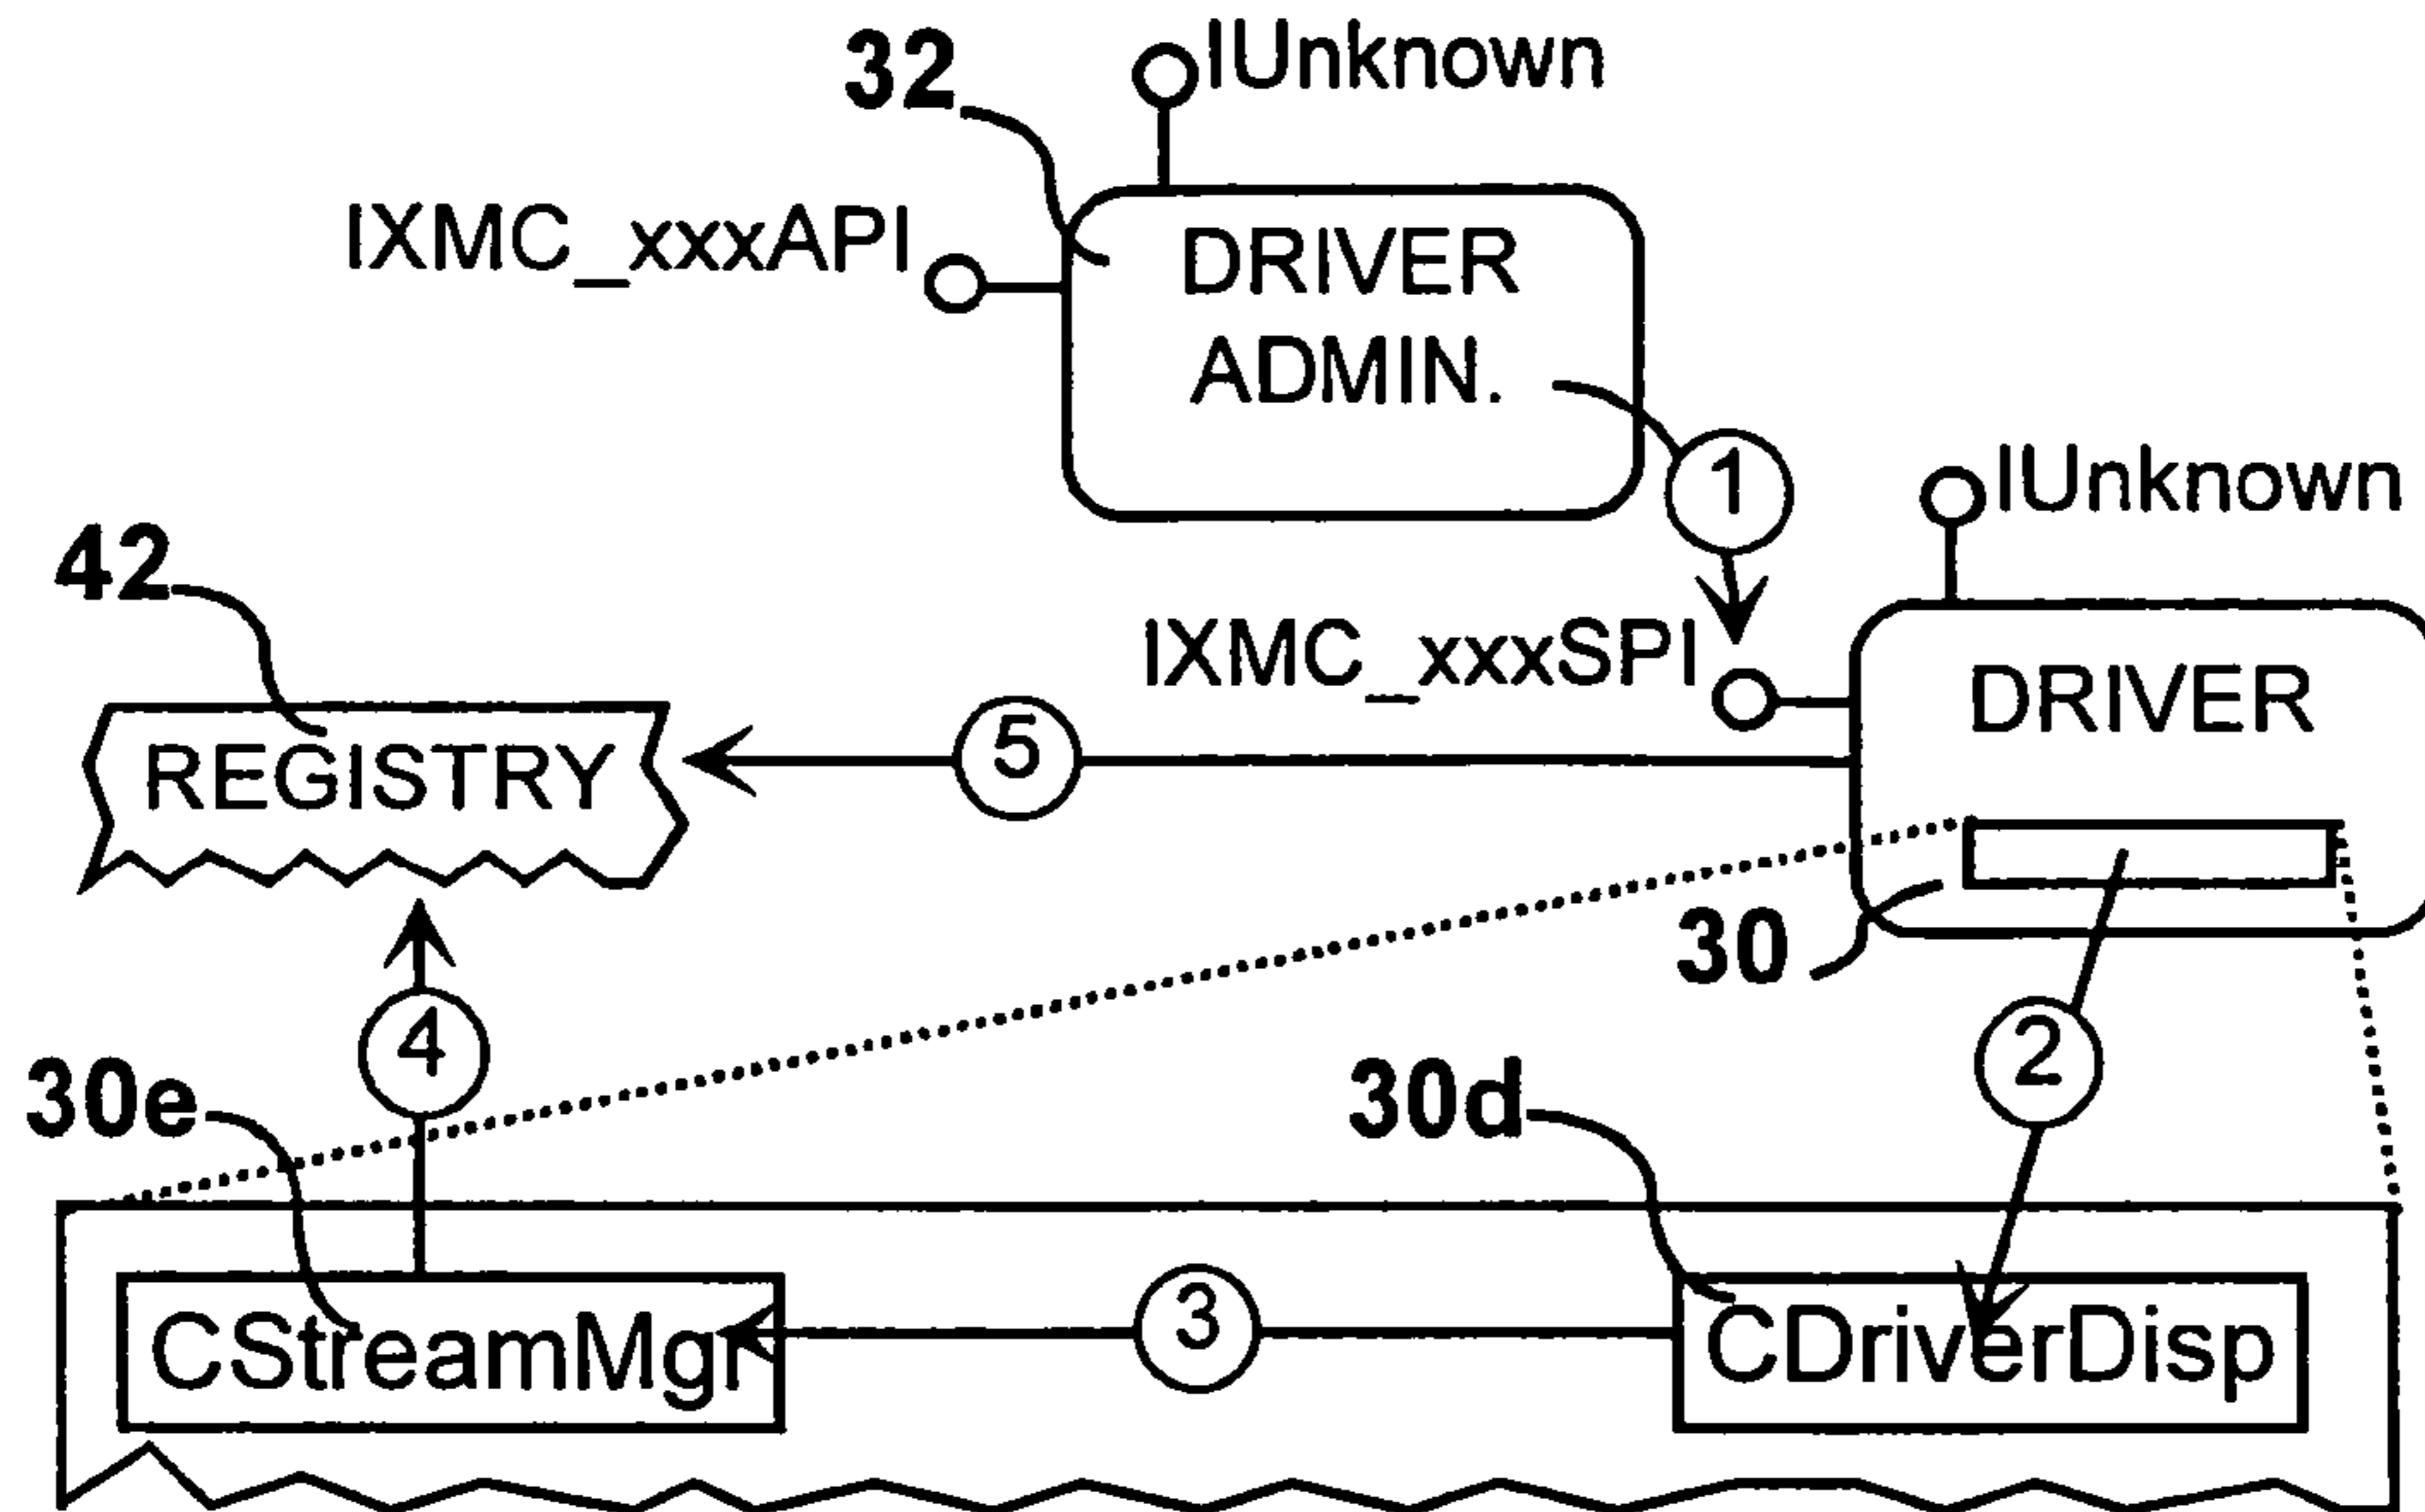 32
IUnknown
IXMC_xxxAPI
DRIVER
ADMIN.
1
IUnknown
42
IXMC_xxxSPI
DRIVER
5
REGISTRY
30
4
2
30e
30d
3
CStreamMgr
CDriverDisp